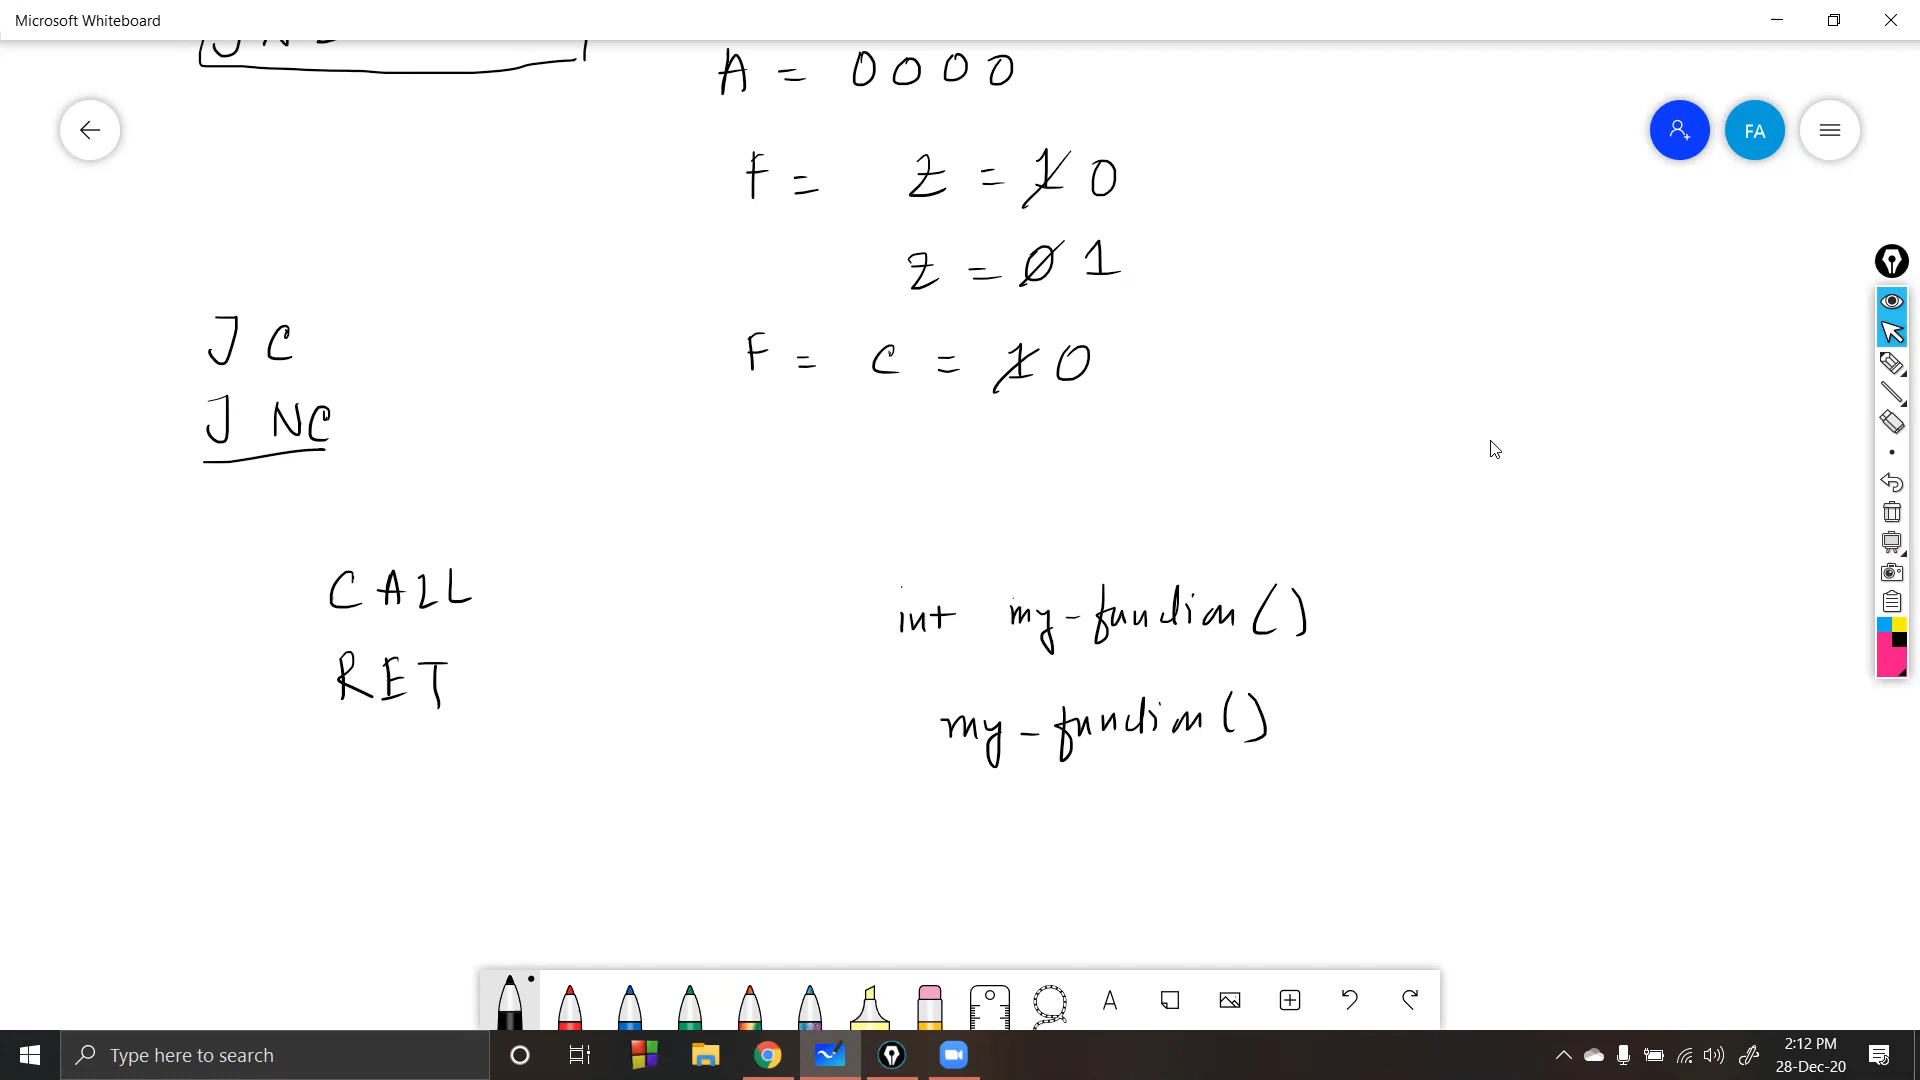 Microsoft Whiteboard
A = 0000
F = Z = 1 0
Z = 0 1
FA
J C
F = C = 1 0
J NC
CALL
int my-function()
RET
my-function()
A
Type here to search
2:12 PM
28-Dec-20